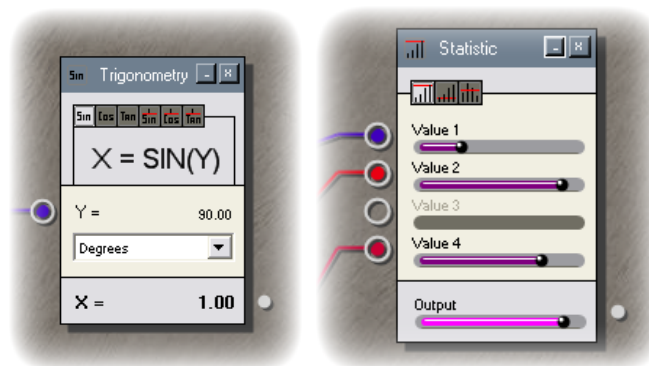 Sin Trigonometry
Sin Cos Tan Sin Cos Tan
X = SIN(Y)
Y = 90.00
Degrees
X = 1.00
Statistic
Value 1
Value 2
Value 3
Value 4
Output